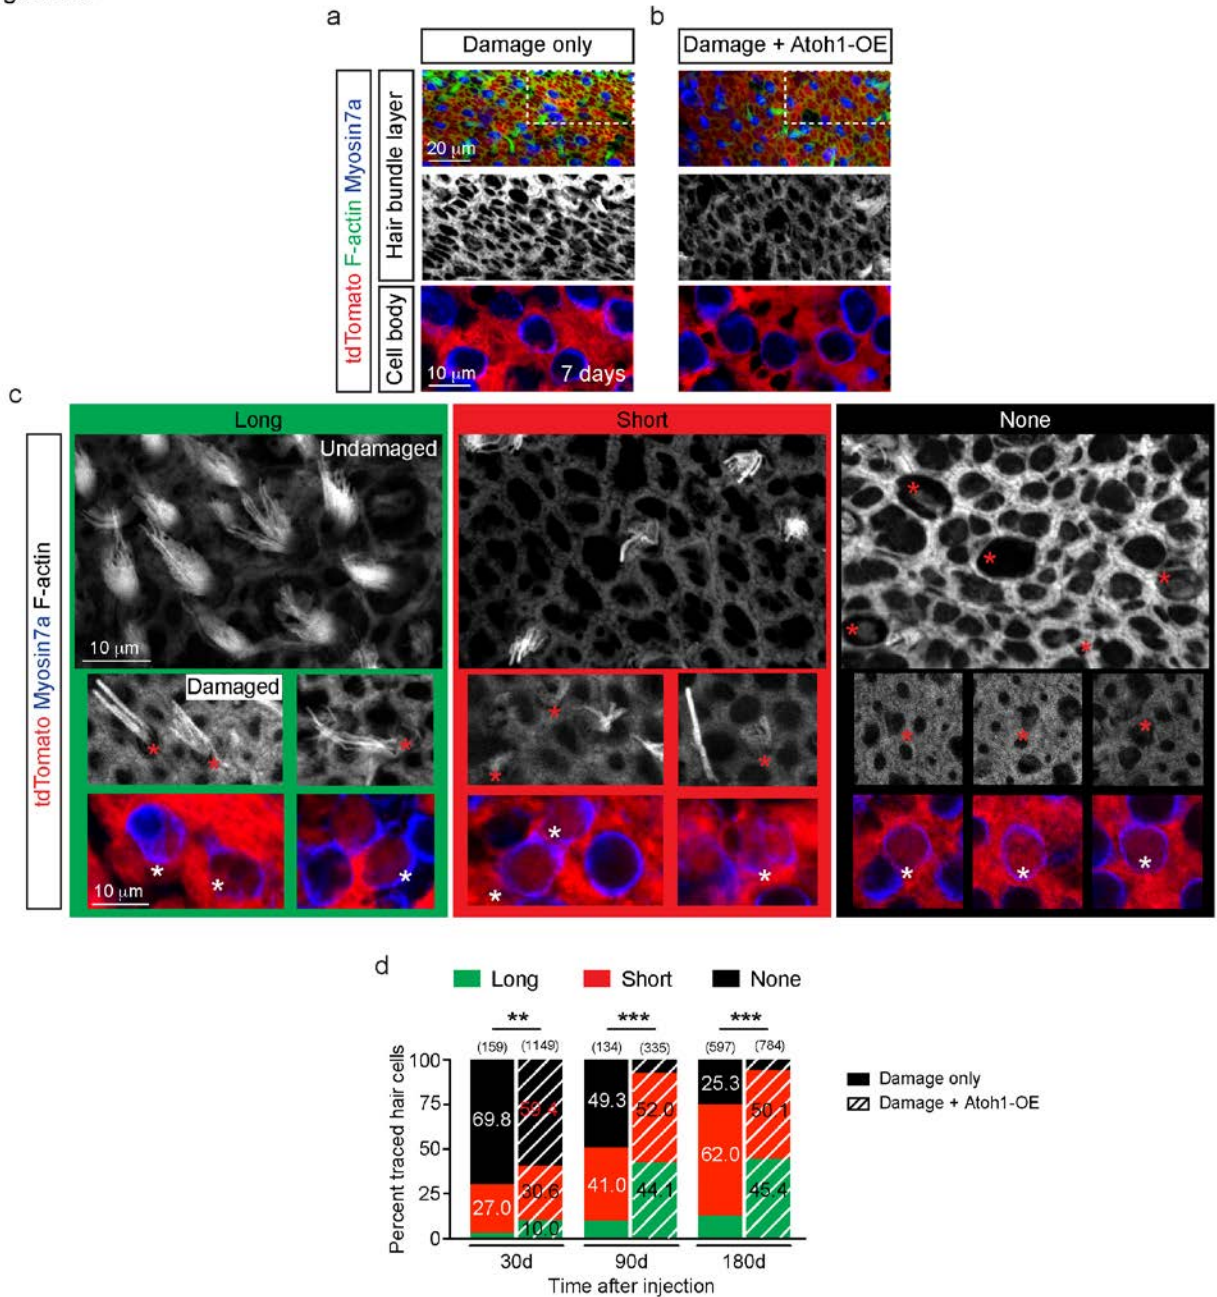 a
b
Damage only
Damage + Atoh1-OE
tdTomato F-actin Myosin7a
Hair bundle layer
20 µm
Cell body
10 µm
7 days
c
Long
Short
None
tdTomato Myosin7a F-actin
Undamaged
10 µm
*
*
*
*
*
Damaged
*
*
*
*
*
*
*
*
*
10 µm
*
*
*
*
*
*
*
*
*
d
Long
Short
None
**
***
***
(159)
(1149)
(134)
(335)
(597)
(784)
Percent traced hair cells
100
75
50
25
0
69.8
27.0
59.4
30.6
10.0
49.3
41.0
52.0
44.1
25.3
62.0
50.1
45.4
Damage only
Damage + Atoh1-OE
30d
90d
180d
Time after injection